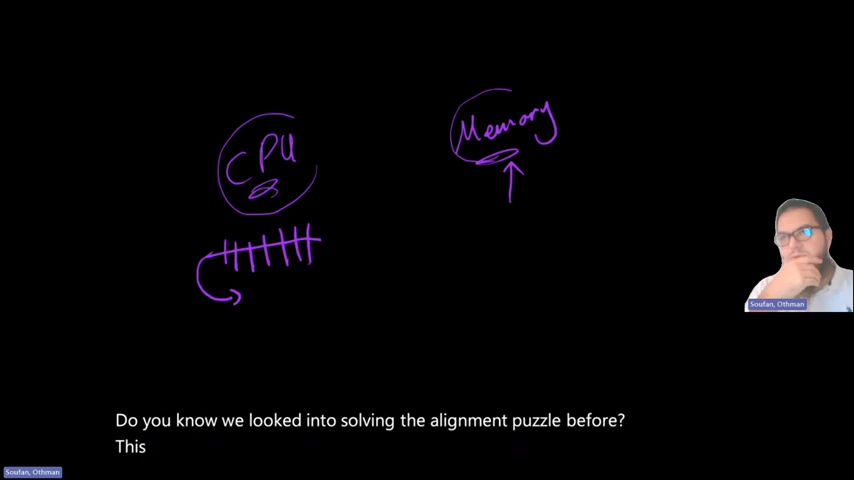 CPU
Memory
Soufan, Othman
Do you know we looked into solving the alignment puzzle before?
This
Soufan, Othman